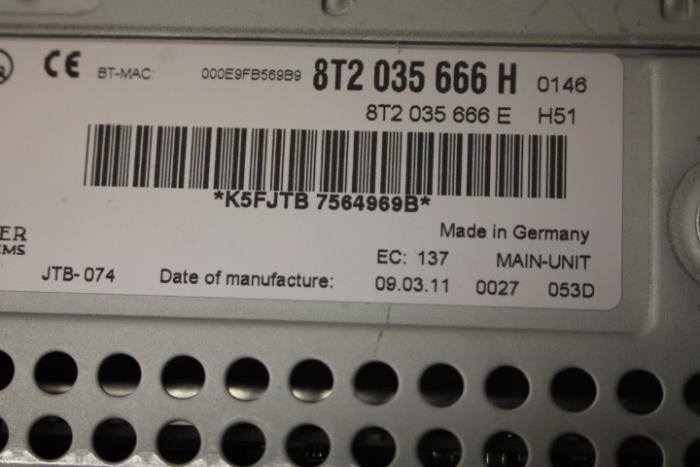 CE BT-MAC: 000E9FB569B9 8T2 035 666 H 0146
8T2 035 666 E H51
*K5FJTB 7564969B*
Made in Germany
EC: 137 MAIN-UNIT
JTB-074 Date of manufacture: 09.03.11 0027 053D